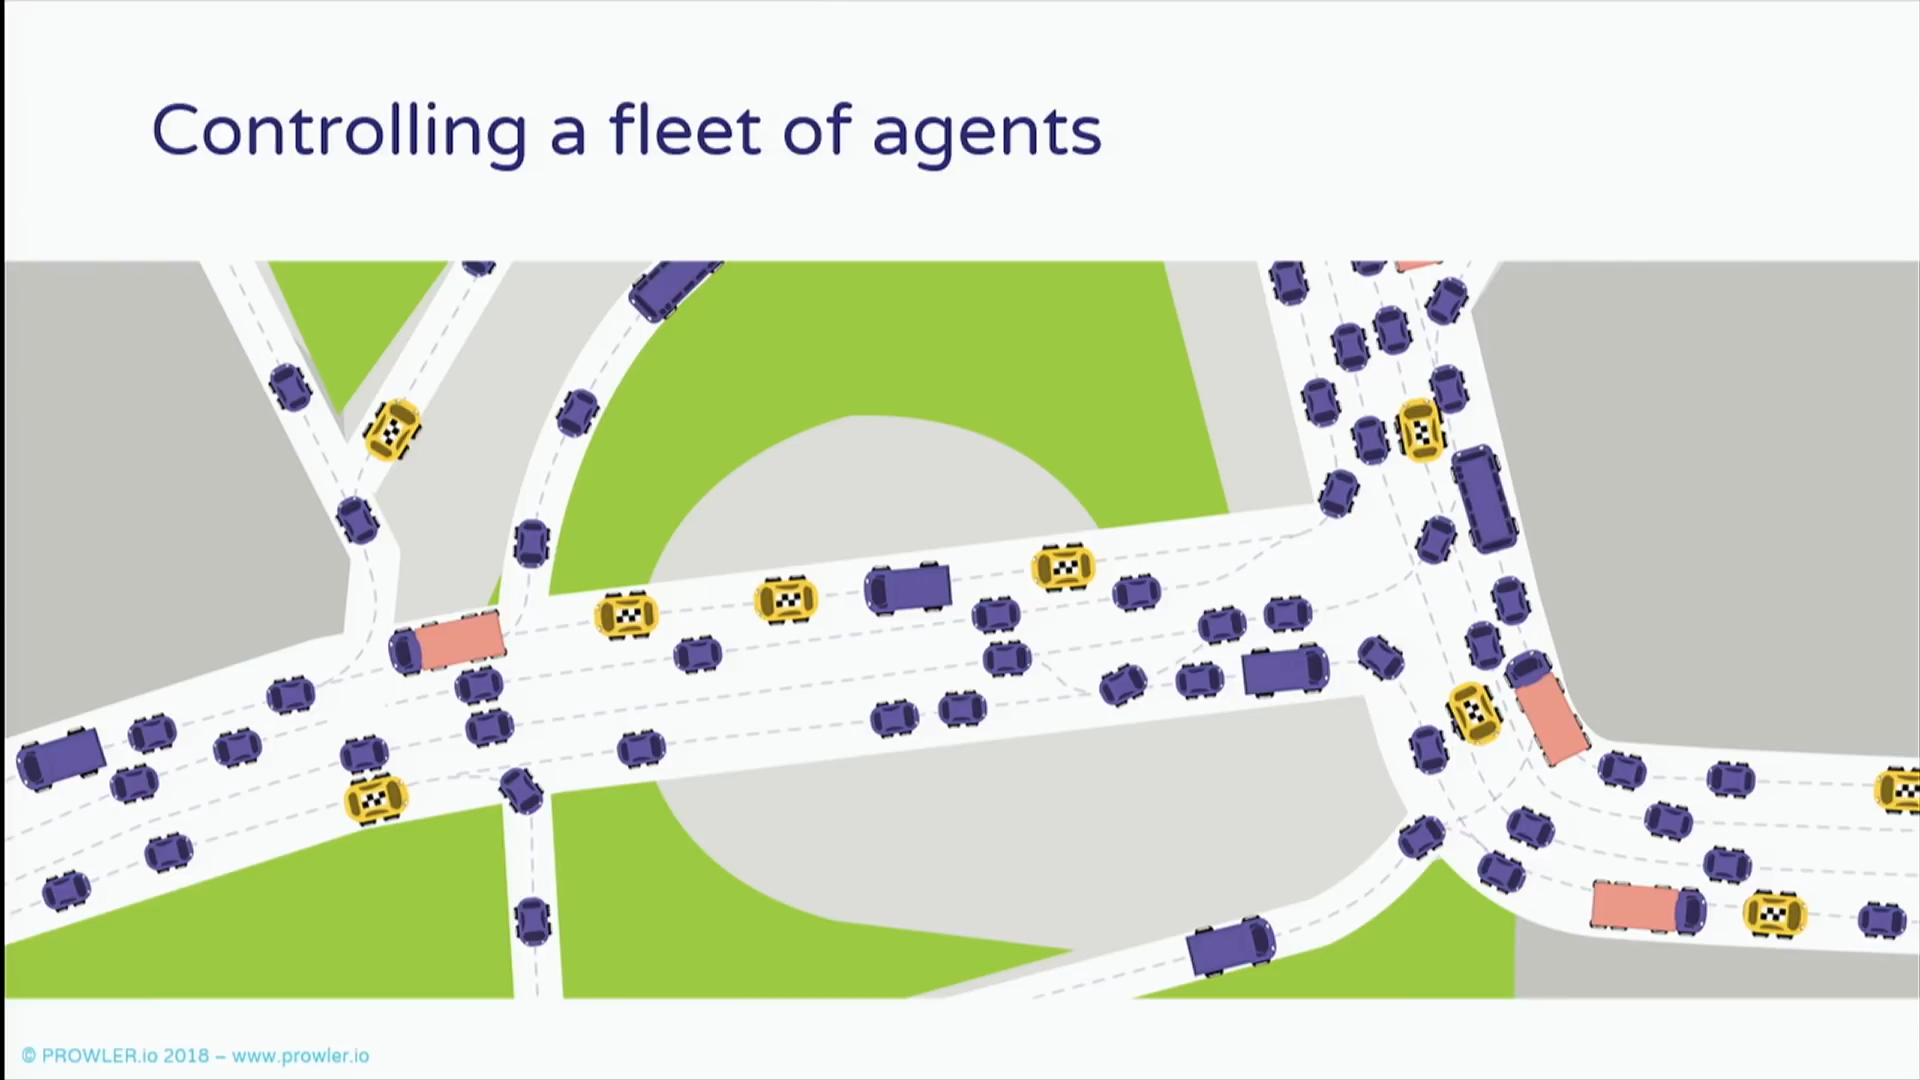 Controlling a fleet of agents
© PROWLER.io 2018 – www.prowler.io